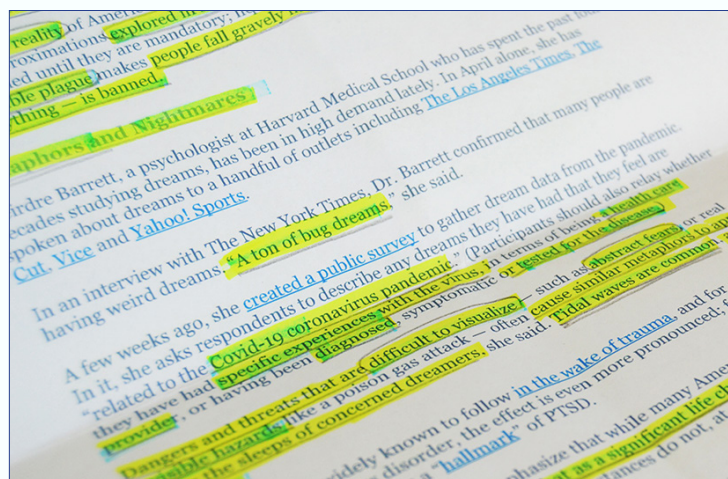 reality of Ameri
roximations explored in
ed until they are mandatory;
ble plague makes people fall gravely
thing — is banned.
aphors and Nightmares
irdre Barrett, a psychologist at Harvard Medical School who has spent the past
ecades studying dreams, has been in high demand lately. In April alone, she has
poken about dreams to a handful of outlets including The Los Angeles Times, The
Cut, Vice and Yahoo! Sports.
In an interview with The New York Times, Dr. Barrett confirmed that many people are
having weird dreams. “A ton of bug dreams,” she said.
A few weeks ago, she created a public survey to gather dream data from the pandemic.
In it, she asks respondents to describe any dreams they have had that they feel are
“related to the Covid-19 coronavirus pandemic.” (Participants should also relay whether
they have had specific experiences with the virus, in terms of being a health care
provider, or having been diagnosed, symptomatic or tested for the disease.
Dangers and threats that are difficult to visualize — such as abstract fears, or real
sible hazards like a poison gas attack — often cause similar metaphors to a
the sleeps of concerned dreamers, she said. Tidal waves are common
idely known to follow in the wake of trauma, and for
disorder, the effect is even more pronounced;
a “hallmark” of PTSD.
phasize that while many Ame
t as a significant life
tances do not, at